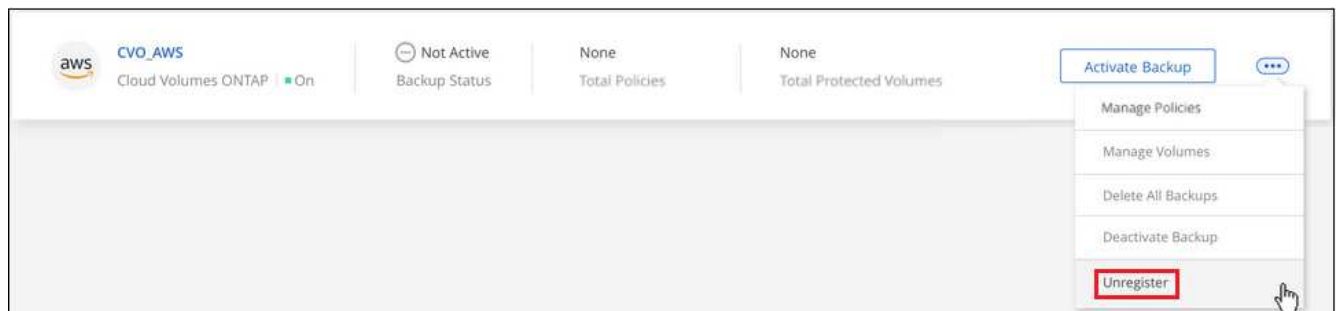 aws
CVO_AWS
Cloud Volumes ONTAP
On
Not Active
Backup Status
None
Total Policies
None
Total Protected Volumes
Activate Backup
Manage Policies
Manage Volumes
Delete All Backups
Deactivate Backup
Unregister